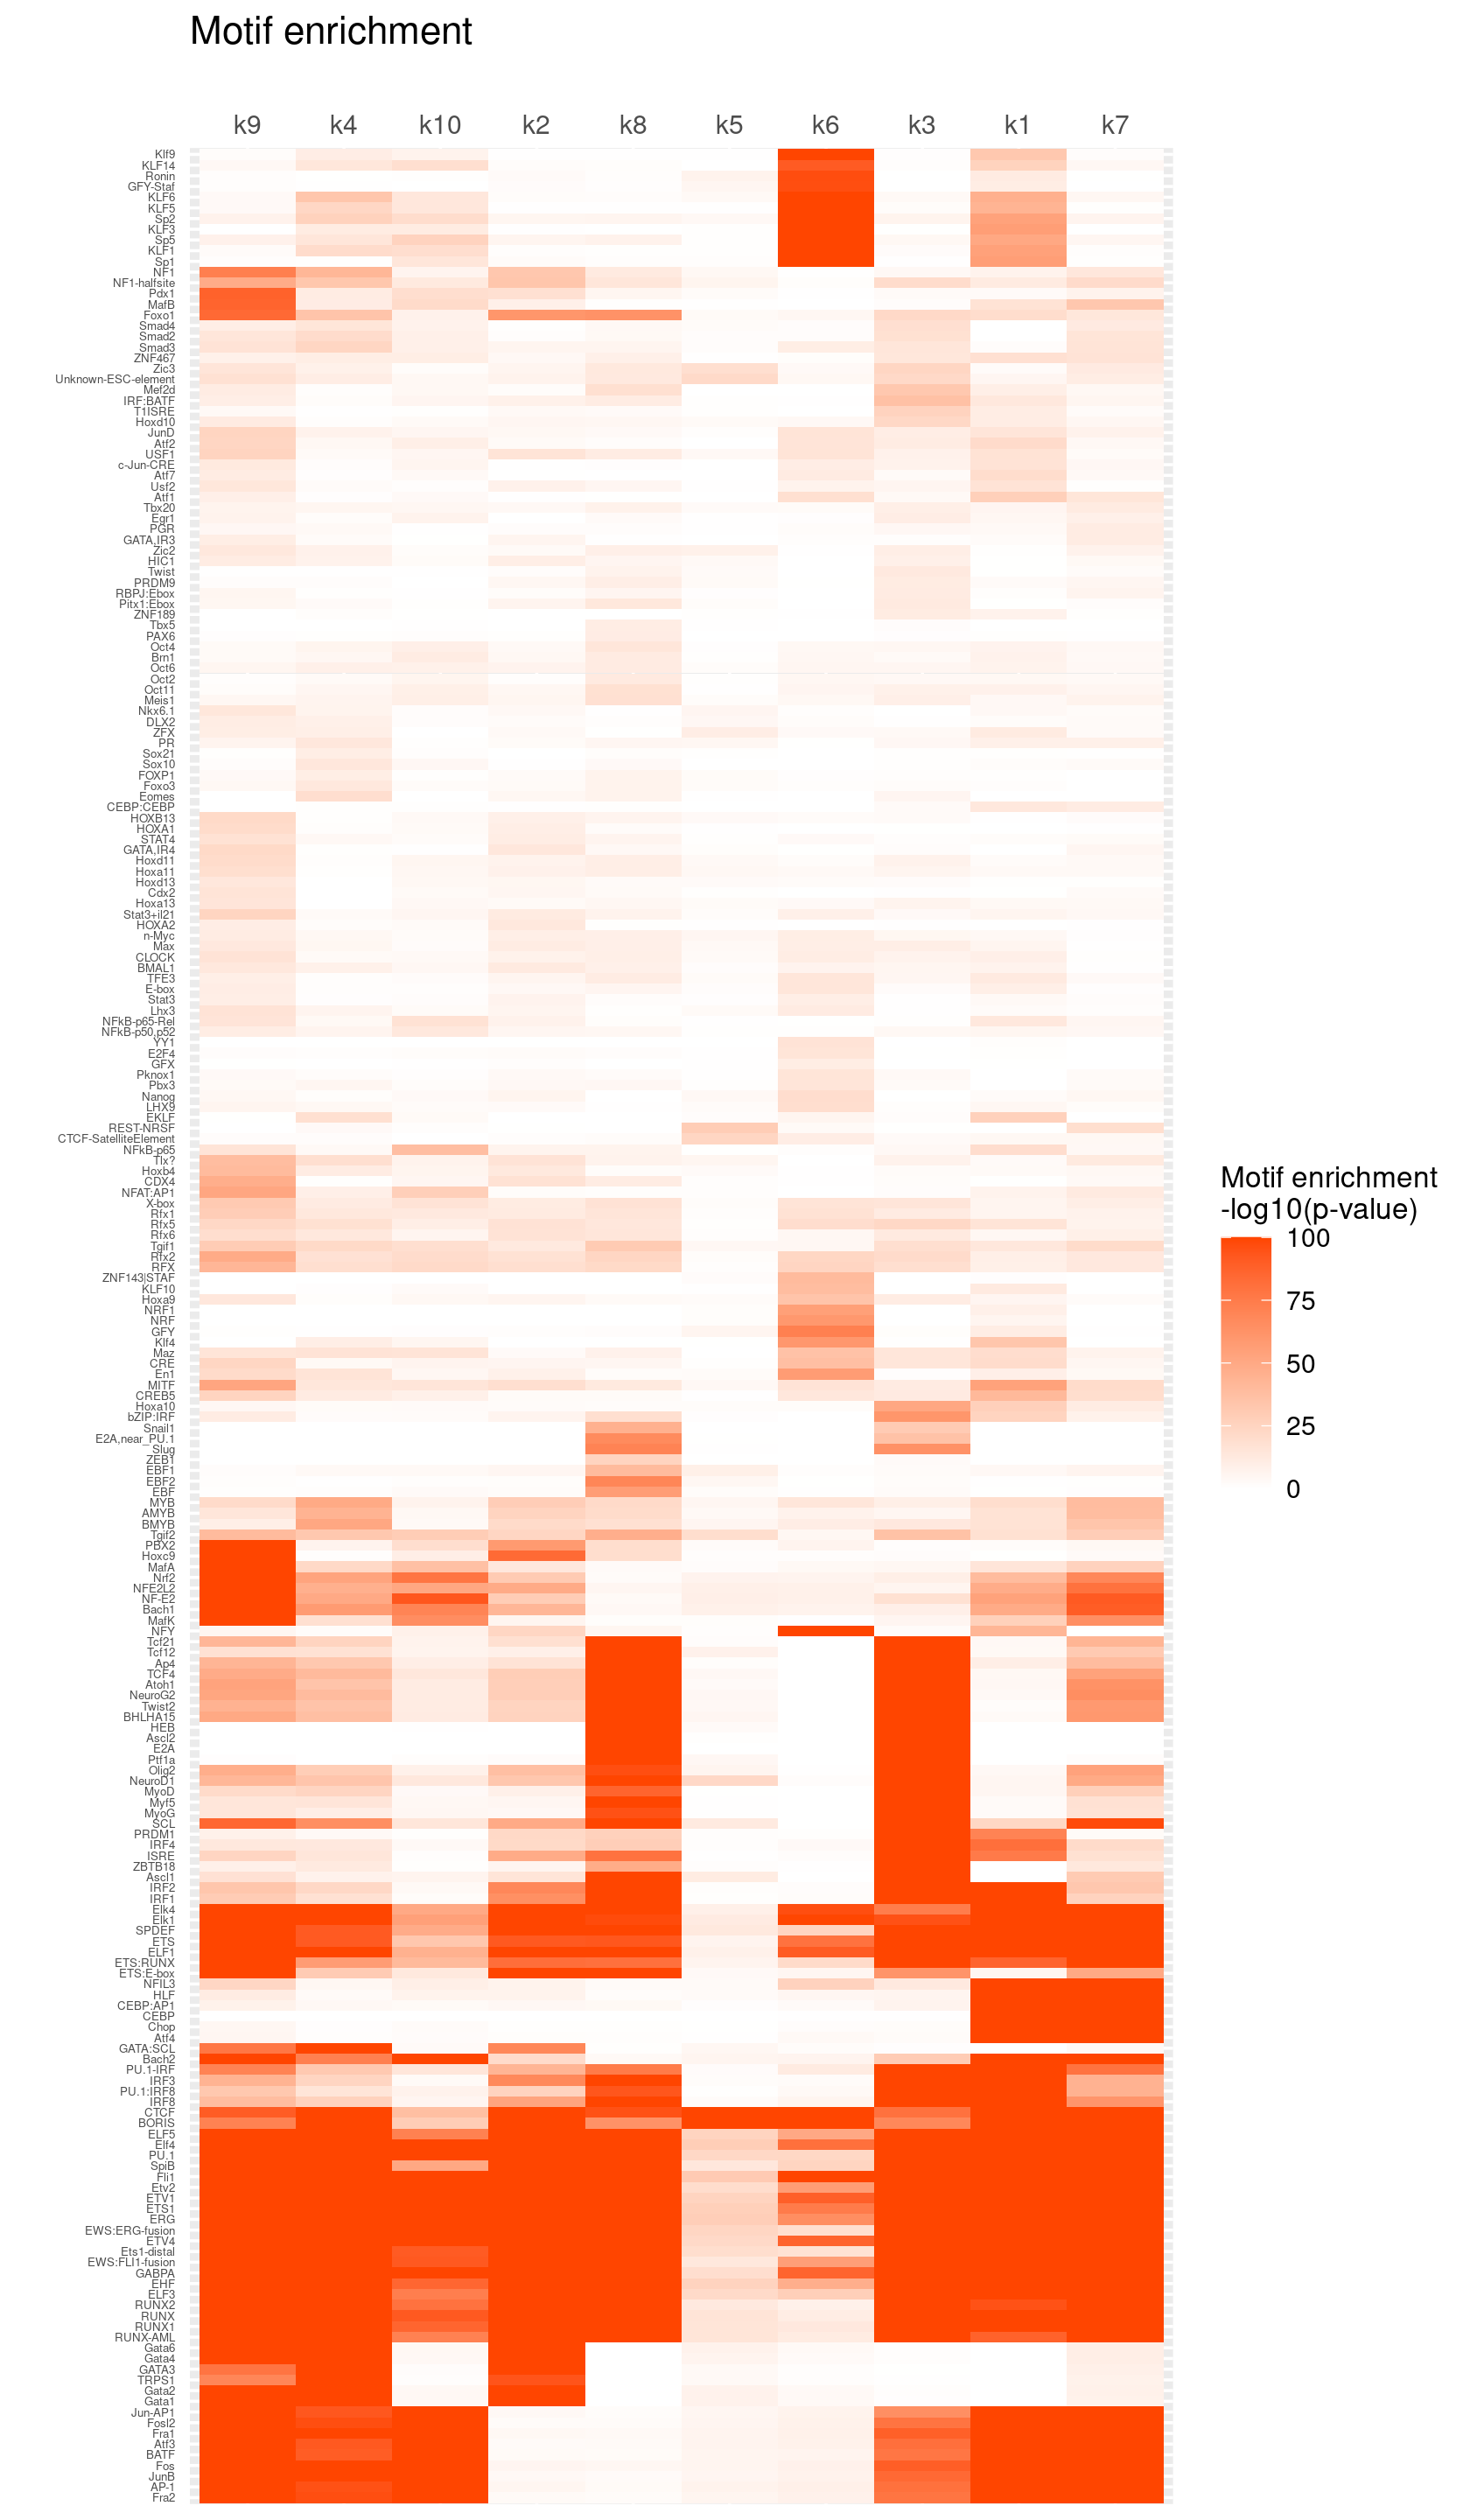 Motif enrichment
k9 k4 k10 k2 k8 k5 k6 k3 k1 k7
Klf9
KLF14
Ronin
GFY-Staf
KLF6
KLF5
Sp2
KLF3
Sp5
KLF1
Sp1
NF1
NF1-halfsite
Pdx1
MafB
Foxo1
Smad4
Smad2
Smad3
ZNF467
Zic3
Unknown-ESC-element
Mef2d
IRF:BATF
T1ISRE
Hoxd10
JunD
Atf2
USF1
c-Jun-CRE
Atf7
Usf2
Atf1
Tbx20
Egr1
PGR
GATA,IR3
Zic2
HIC1
Twist
PRDM9
RBPJ:Ebox
Pitx1:Ebox
ZNF189
Tbx5
PAX6
Oct4
Brn1
Oct6
Oct2
Oct11
Meis1
Nkx6.1
DLX2
ZFX
PR
Sox21
Sox10
FOXP1
Foxo3
Eomes
CEBP:CEBP
HOXB13
HOXA1
STAT4
GATA,IR4
Hoxd11
Hoxa11
Hoxd13
Cdx2
Hoxa13
Stat3+il21
HOXA2
n-Myc
Max
CLOCK
BMAL1
TFE3
E-box
Stat3
Lhx3
NFkB-p65-Rel
NFkB-p50,p52
YY1
E2F4
GFX
Pknox1
Pbx3
Nanog
LHX9
EKLF
REST-NRSF
CTCF-SatelliteElement
NFkB-p65
Tlx?
Hoxb4
CDX4
NFAT:AP1
X-box
Rfx1
Rfx5
Rfx6
Tgif1
Rfx2
RFX
ZNF143|STAF
KLF10
Hoxa9
NRF1
NRF
GFY
Klf4
Maz
CRE
En1
MITF
CREB5
Hoxa10
bZIP:IRF
Snail1
E2A,near_PU.1
Slug
ZEB1
EBF1
EBF2
EBF
MYB
AMYB
BMYB
Tgif2
PBX2
Hoxc9
MafA
Nrf2
NFE2L2
NF-E2
Bach1
MafK
NFY
Tcf21
Tcf12
Ap4
TCF4
Atoh1
NeuroG2
Twist2
BHLHA15
HEB
Ascl2
E2A
Ptf1a
Olig2
NeuroD1
MyoD
Myf5
MyoG
SCL
PRDM1
IRF4
ISRE
ZBTB18
Ascl1
IRF2
IRF1
Elk4
Elk1
SPDEF
ETS
ELF1
ETS:RUNX
ETS:E-box
NFIL3
HLF
CEBP:AP1
CEBP
Chop
Atf4
GATA:SCL
Bach2
PU.1-IRF
IRF3
PU.1:IRF8
IRF8
CTCF
BORIS
ELF5
Elf4
PU.1
SpiB
Fli1
Etv2
ETV1
ETS1
ERG
EWS:ERG-fusion
ETV4
Ets1-distal
EWS:FLI1-fusion
GABPA
EHF
ELF3
RUNX2
RUNX
RUNX1
RUNX-AML
Gata6
Gata4
GATA3
TRPS1
Gata2
Gata1
Jun-AP1
Fosl2
Fra1
Atf3
BATF
Fos
JunB
AP-1
Fra2
Motif enrichment
-log10(p-value)
100
75
50
25
0